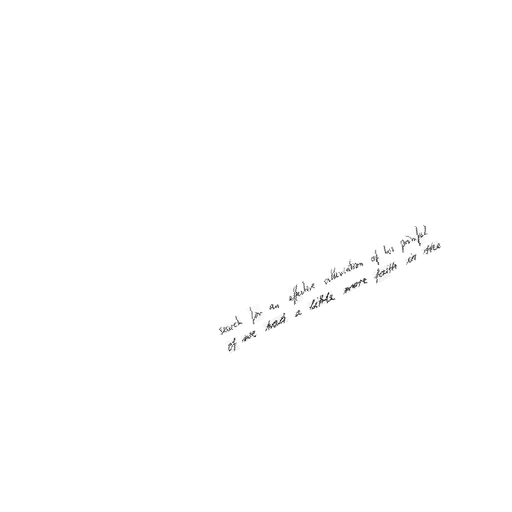 search for an effective alleviation of his painful
of we had a little more faith in the